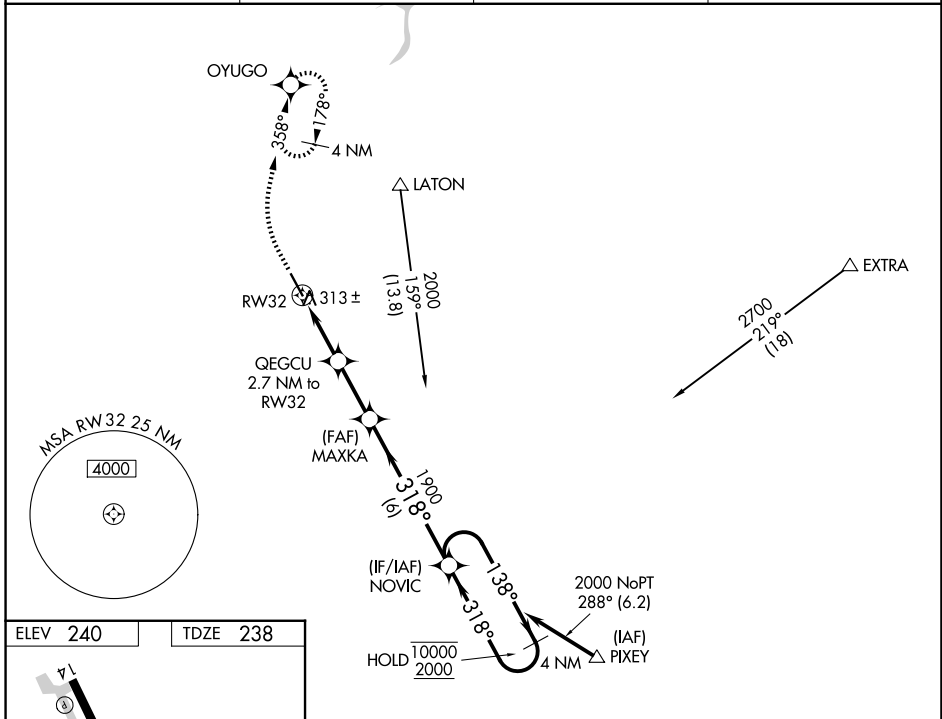 OYUGO
358°
178°
4 NM
LATON
2000
159°
(13.8)
EXTRA
2700
219°
(18)
RW32
313 ±
QEGCU
2.7 NM to
RW32
(FAF)
MAXKA
MSA RW32 25 NM
4000
1900
318°
(6)
(IF/IAF)
NOVIC
138°
318°
2000 NoPT
288° (6.2)
(IAF)
PIXEY
HOLD 10000
2000
4 NM
ELEV 240
TDZE 238
14
P